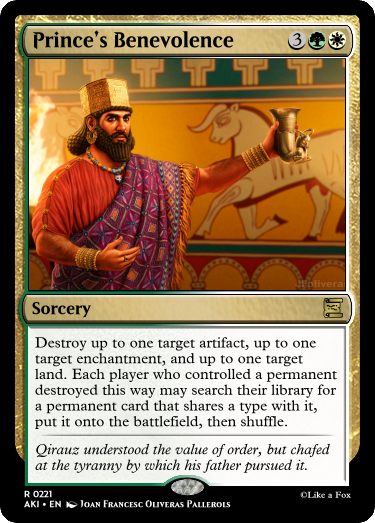 Prince's Benevolence 3
JFolivera
Sorcery
Destroy up to one target artifact, up to one
target enchantment, and up to one target
land. Each player who controlled a permanent
destroyed this way may search their library for
a permanent card that shares a type with it,
put it onto the battlefield, then shuffle.
Qirauz understood the value of order, but chafed
at the tyranny by which his father pursued it.
R 0221
AKI • EN Joan Francesc Oliveras Pallerols
©Like a Fox